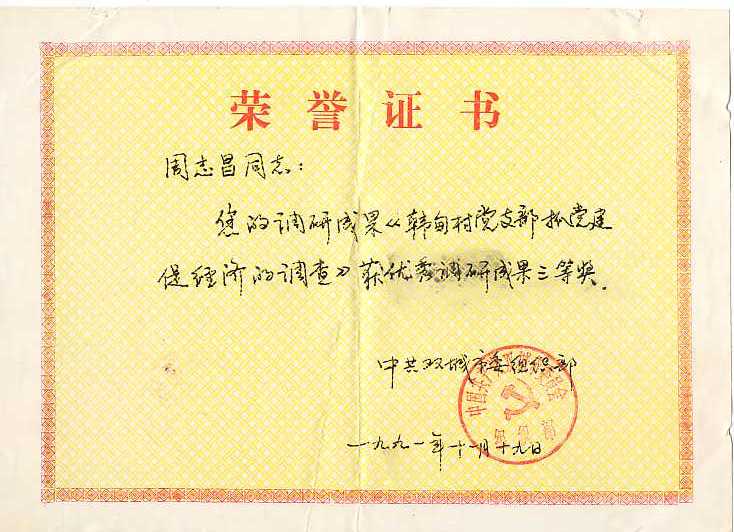 荣誉证书
周志昌同志：
您的调研成果《韩甸村党支部抓党建
促经济的调查》获优秀调研成果三等奖.
中共双城市委组织部
一九九一年十一月十九日